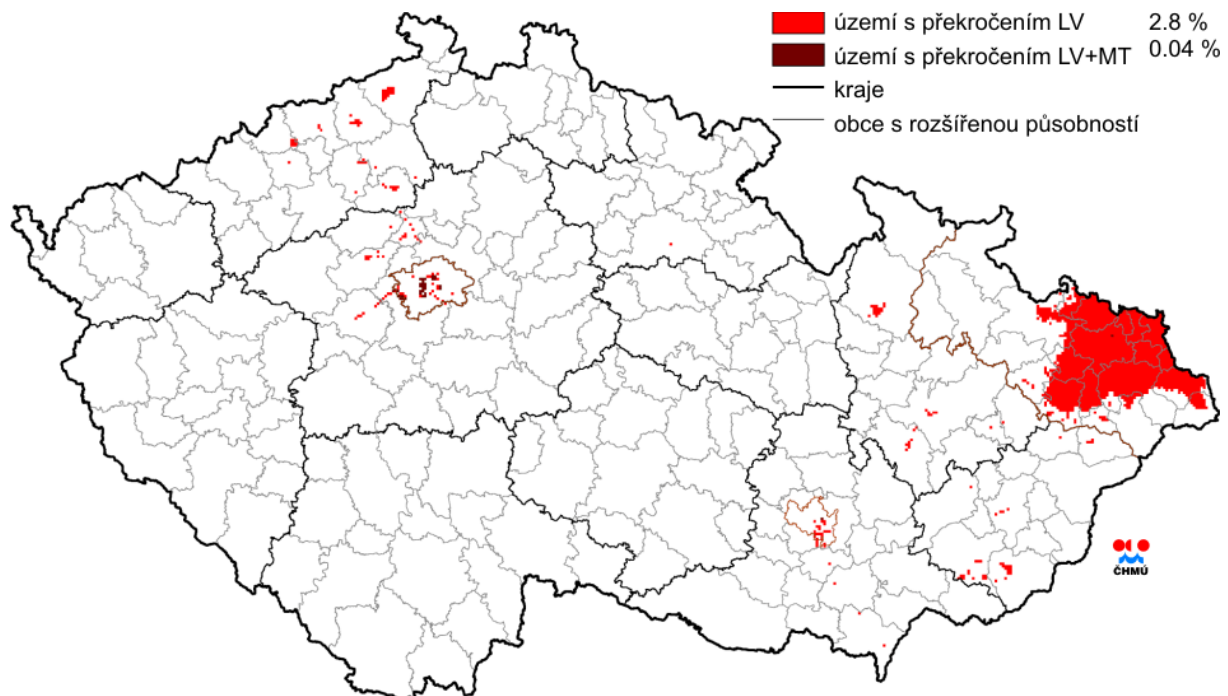 území s překročením LV 2.8 %
území s překročením LV+MT 0.04 %
kraje
obce s rozšířenou působností
ČHMÚ